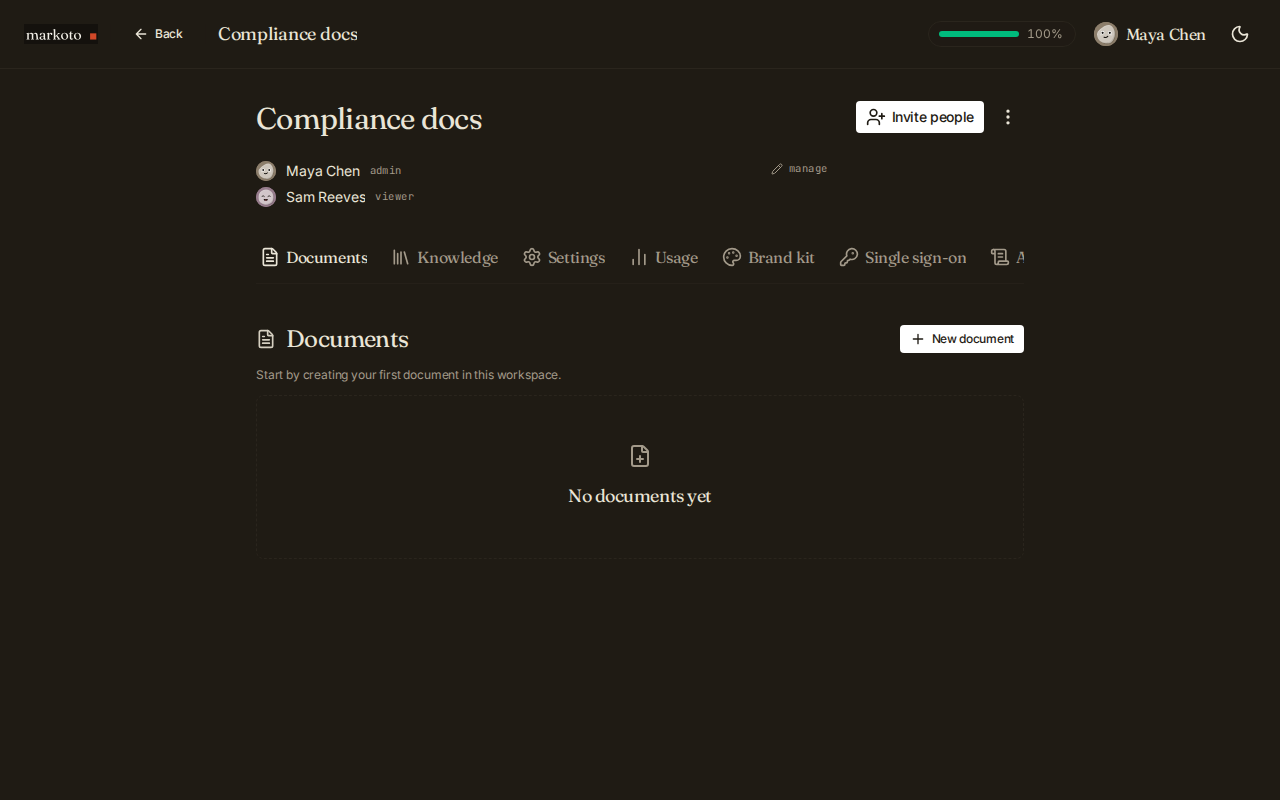 markoto
Back
Compliance docs
100%
Maya Chen
Compliance docs
Invite people
Maya Chen admin
manage
Sam Reeves viewer
Documents Knowledge Settings Usage Brand kit Single sign-on A
Documents
New document
Start by creating your first document in this workspace.
No documents yet